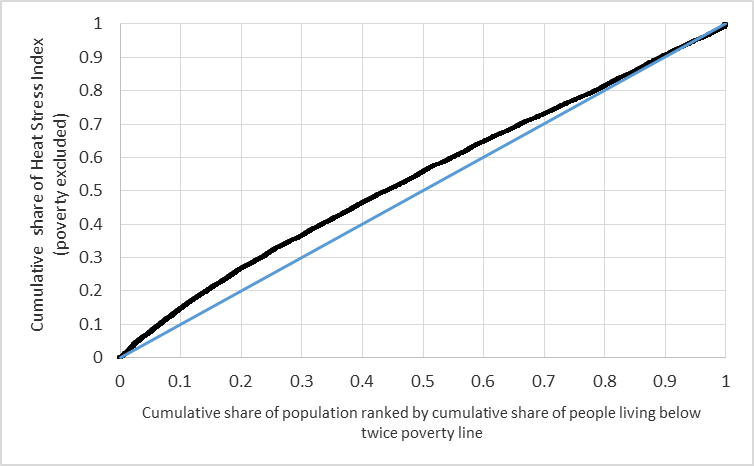 1
0.9
0.8
0.7
0.6
0.5
0.4
0.3
0.2
0.1
0
Cumulative share of Heat Stress Index
(poverty excluded)
0 0.1 0.2 0.3 0.4 0.5 0.6 0.7 0.8 0.9 1
Cumulative share of population ranked by cumulative share of people living below
twice poverty line